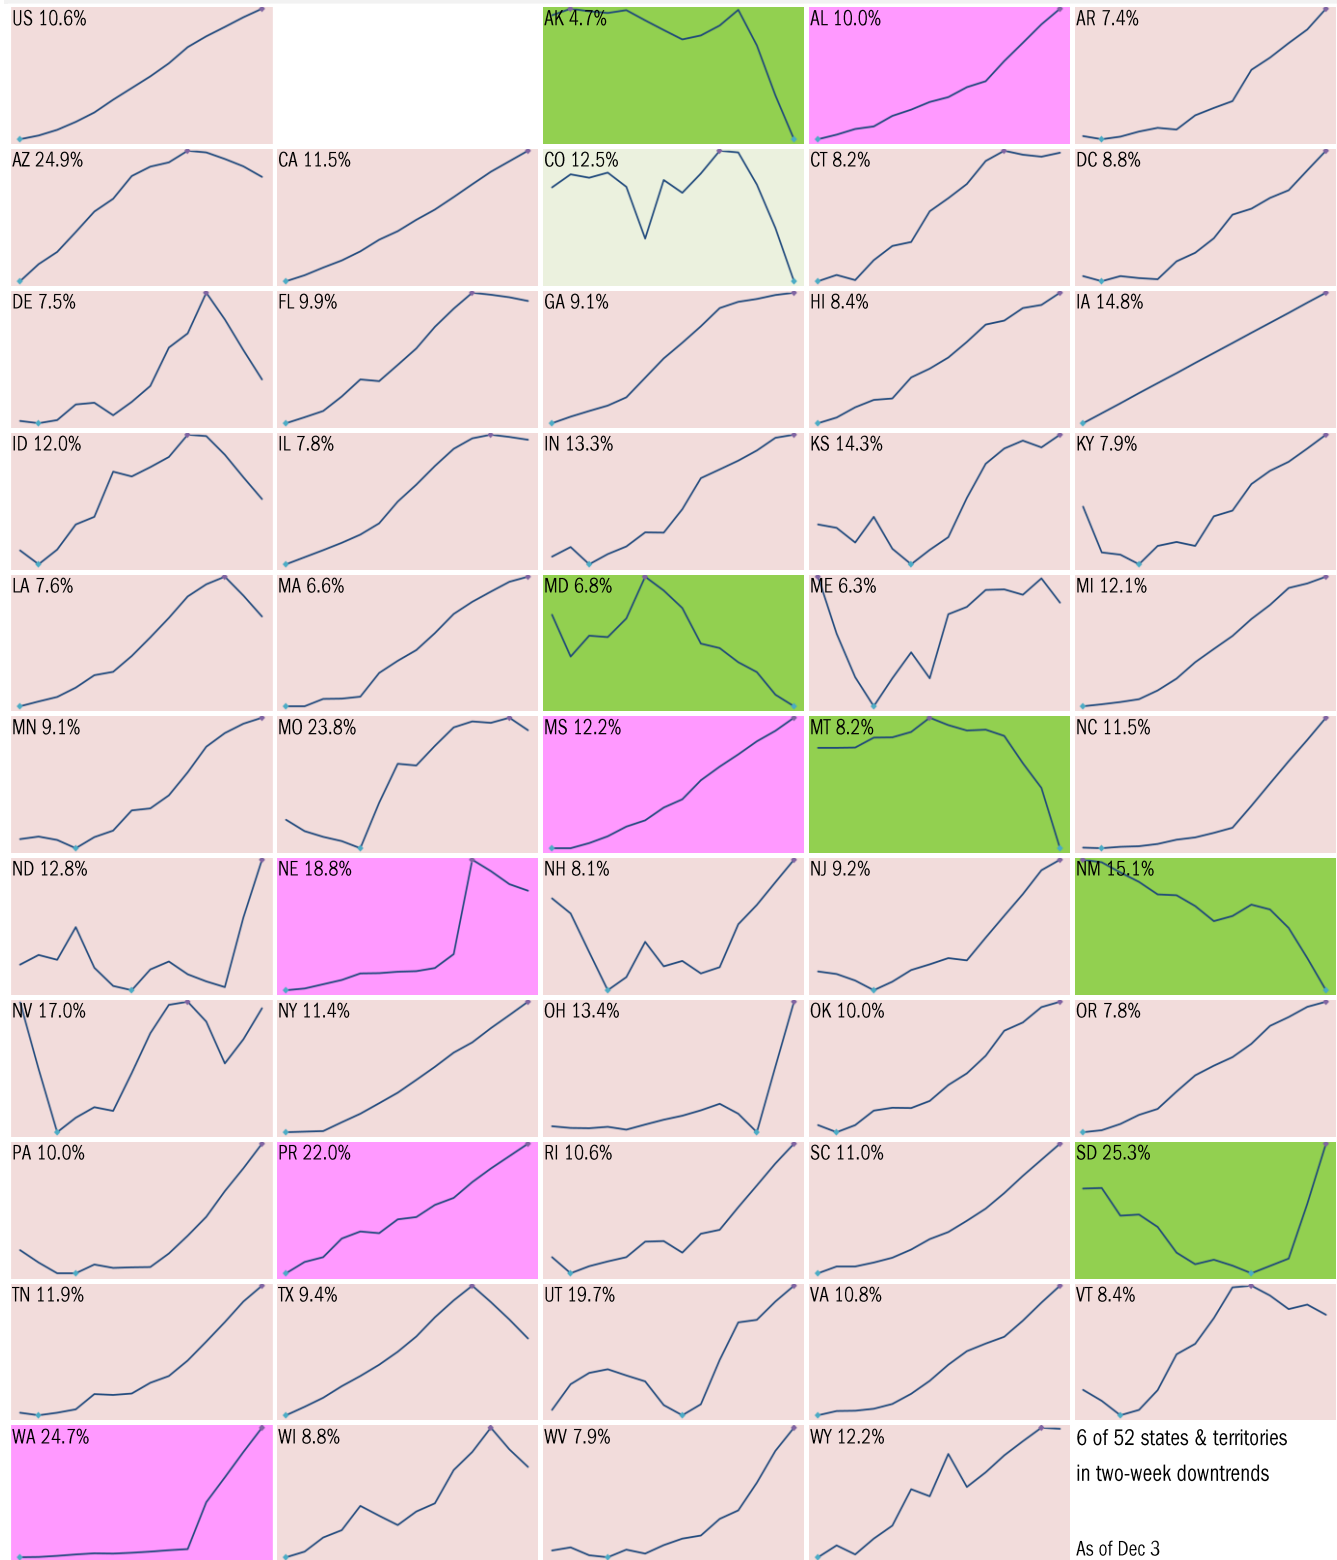 US 10.6%
AK 4.7%
AL 10.0%
AR 7.4%
AZ 24.9%
CA 11.5%
CO 12.5%
CT 8.2%
DC 8.8%
DE 7.5%
FL 9.9%
GA 9.1%
HI 8.4%
IA 14.8%
ID 12.0%
IL 7.8%
IN 13.3%
KS 14.3%
KY 7.9%
LA 7.6%
MA 6.6%
MD 6.8%
ME 6.3%
MI 12.1%
MN 9.1%
MO 23.8%
MS 12.2%
MT 8.2%
NC 11.5%
ND 12.8%
NE 18.8%
NH 8.1%
NJ 9.2%
NM 15.1%
NV 17.0%
NY 11.4%
OH 13.4%
OK 10.0%
OR 7.8%
PA 10.0%
PR 22.0%
RI 10.6%
SC 11.0%
SD 25.3%
TN 11.9%
TX 9.4%
UT 19.7%
VA 10.8%
VT 8.4%
WA 24.7%
WI 8.8%
WV 7.9%
WY 12.2%
6 of 52 states & territories
in two-week downtrends
As of Dec 3